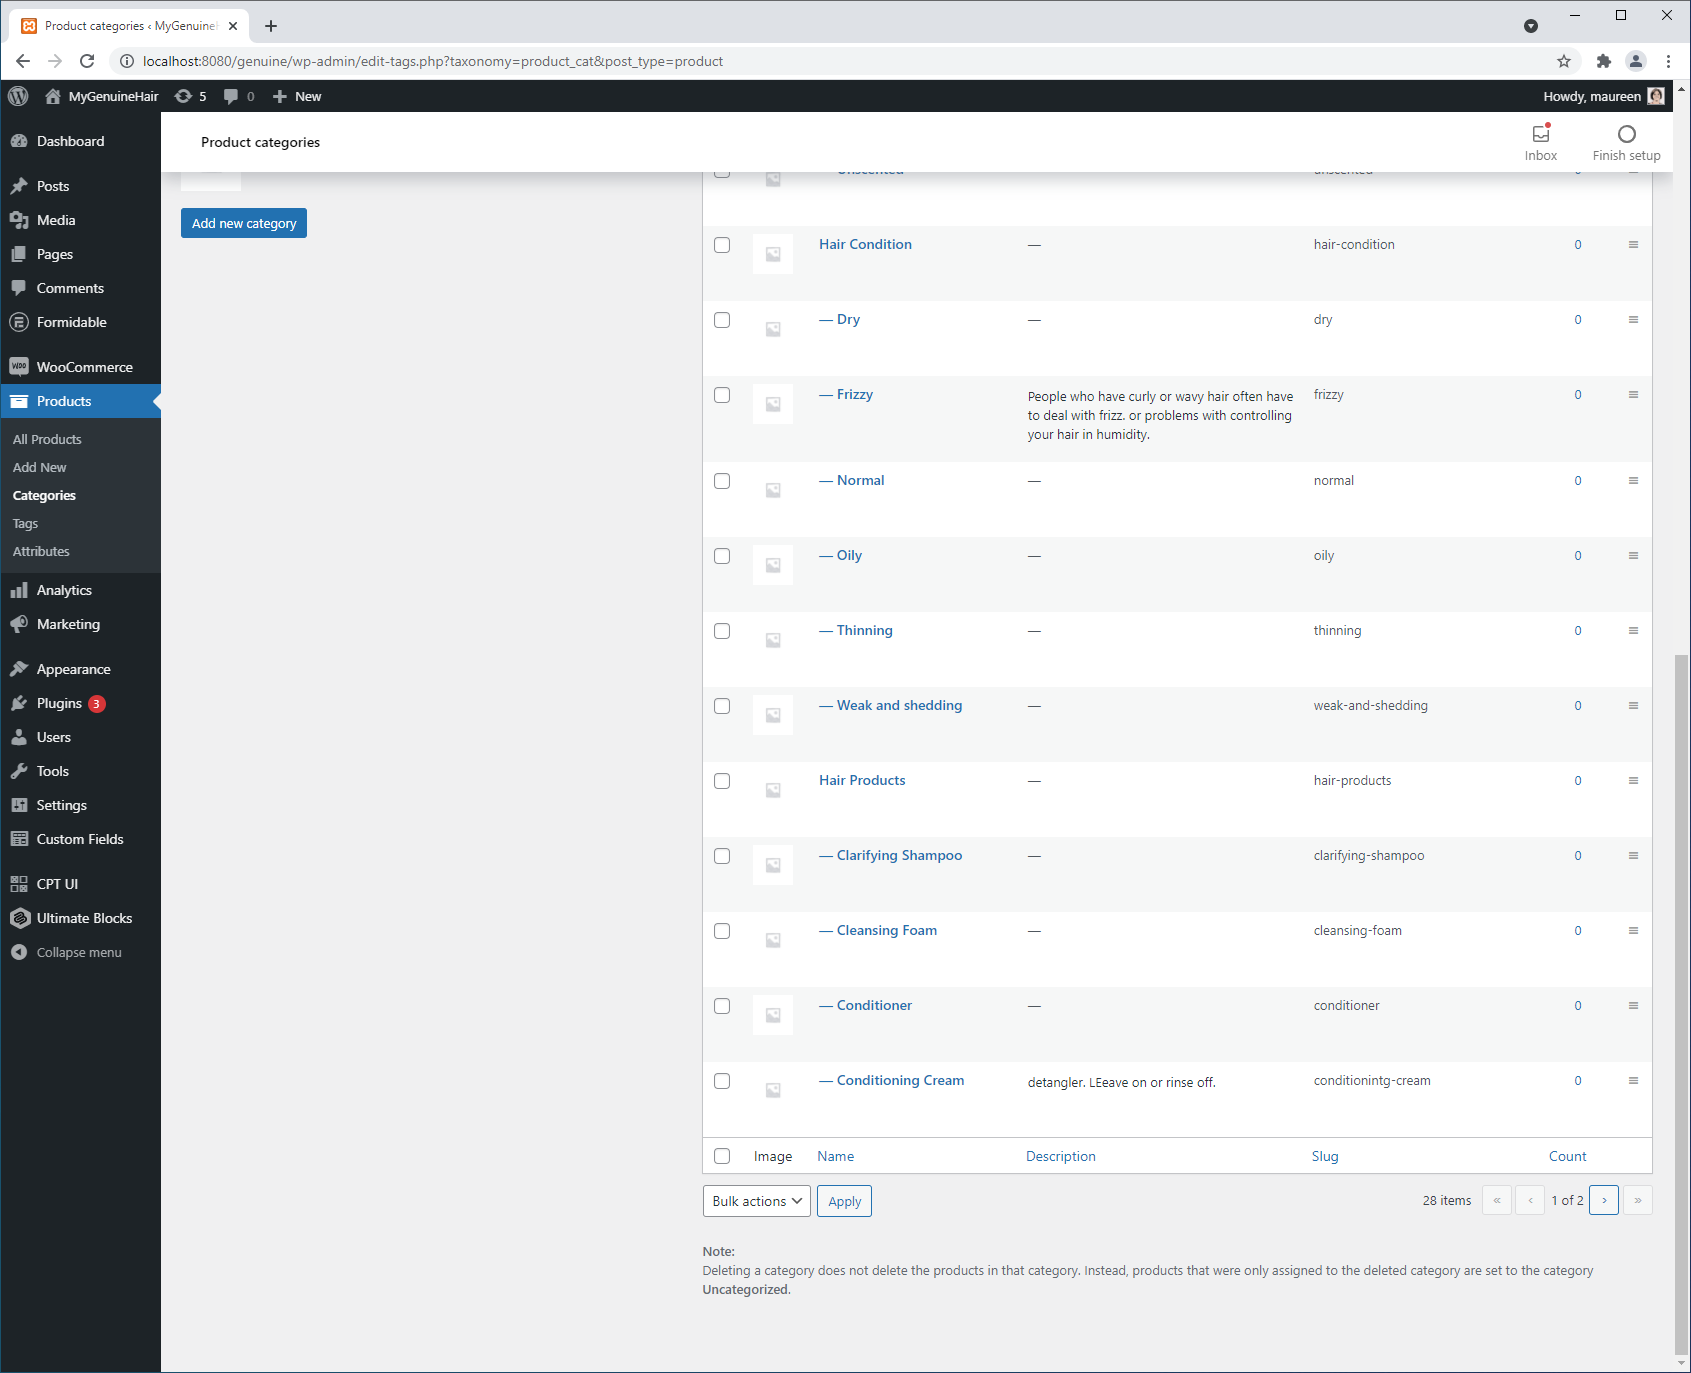 Product categories ‹ MyGenuineH
localhost:8080/genuine/wp-admin/edit-tags.php?taxonomy=product_cat&post_type=product
MyGenuineHair 5 0 New
Howdy, maureen
Product categories
Inbox
Finish setup
Dashboard
Posts
Media
Pages
Comments
Formidable
WooCommerce
Products
All Products
Add New
Categories
Tags
Attributes
Analytics
Marketing
Appearance
Plugins 3
Users
Tools
Settings
Custom Fields
CPT UI
Ultimate Blocks
Collapse menu
Add new category
Unscented unscented 0
Hair Condition — hair-condition 0
— Dry — dry 0
— Frizzy People who have curly or wavy hair often have frizzy 0
to deal with frizz. or problems with controlling
your hair in humidity.
— Normal — normal 0
— Oily — oily 0
— Thinning — thinning 0
— Weak and shedding — weak-and-shedding 0
Hair Products — hair-products 0
— Clarifying Shampoo — clarifying-shampoo 0
— Cleansing Foam — cleansing-foam 0
— Conditioner — conditioner 0
— Conditioning Cream detangler. LEeave on or rinse off. conditionintg-cream 0
Image Name Description Slug Count
Bulk actions Apply 28 items « ‹ 1 of 2 › »
Note:
Deleting a category does not delete the products in that category. Instead, products that were only assigned to the deleted category are set to the category
Uncategorized.